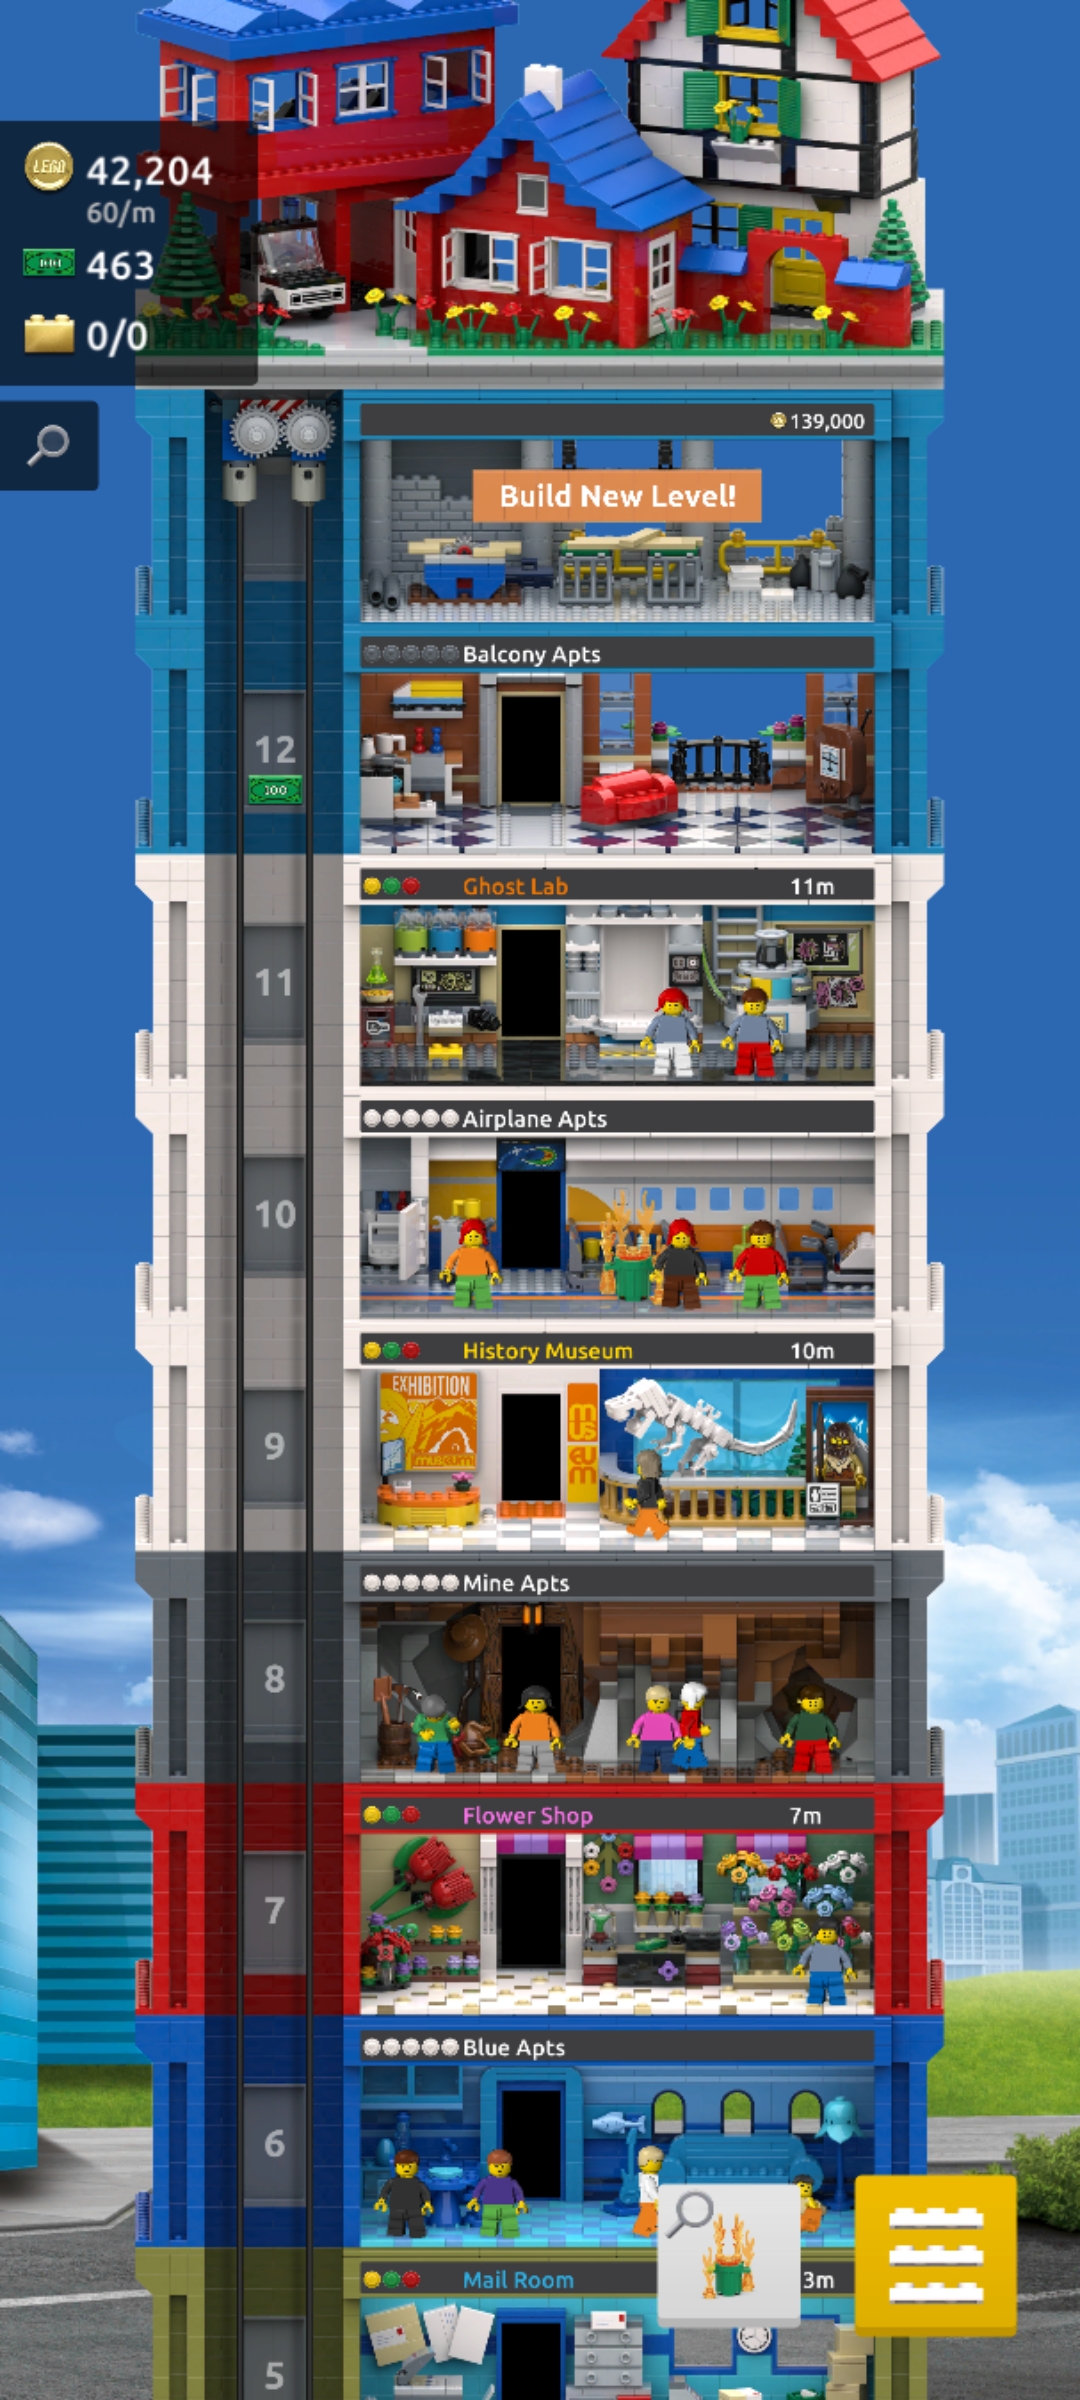 LEGO 42,204
60/m
100 463
0/0
139,000
Build New Level!
Balcony Apts
12
100
Ghost Lab 11m
11
Airplane Apts
10
History Museum 10m
EXHIBITION
museum
mus
eum
9
Mine Apts
8
Flower Shop 7m
7
Blue Apts
6
Mail Room 3m
5